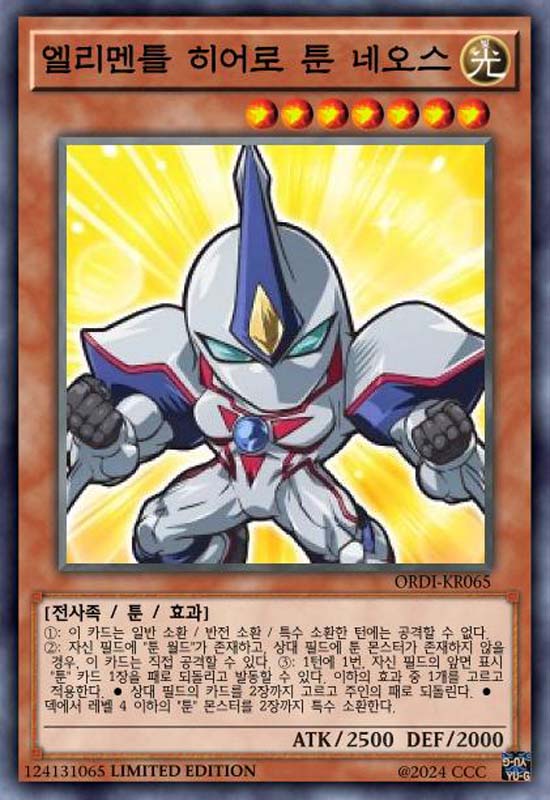 엘리멘틀 히어로 툰 네오스
光
ORDI-KR065
[전사족 / 툰 / 효과]
①: 이 카드는 일반 소환 / 반전 소환 / 특수 소환한 턴에는 공격할 수 없다.
②: 자신 필드에 "툰 월드"가 존재하고, 상대 필드에 툰 몬스터가 존재하지 않을
경우, 이 카드는 직접 공격할 수 있다. ③: 1턴에 1번, 자신 필드의 앞면 표시
"툰" 카드 1장을 패로 되돌리고 발동할 수 있다. 이하의 효과 중 1개를 고르고
적용한다. ● 상대 필드의 카드를 2장까지 고르고 주인의 패로 되돌린다. ●
덱에서 레벨 4 이하의 "툰" 몬스터를 2장까지 특수 소환한다.
ATK/2500 DEF/2000
124131065 LIMITED EDITION @2024 CCC